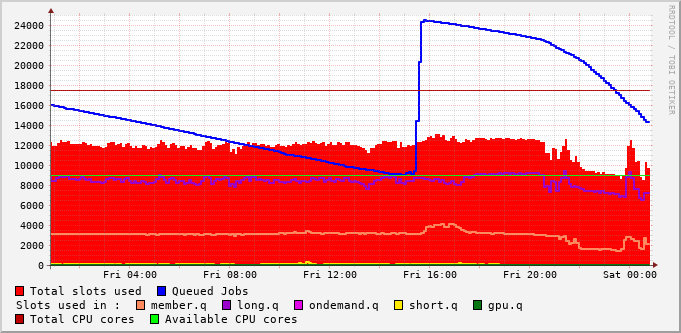 RRDTOOL / TOBI OETIKER
24000
22000
20000
18000
16000
14000
12000
10000
8000
6000
4000
2000
0
Fri 04:00 Fri 08:00 Fri 12:00 Fri 16:00 Fri 20:00 Sat 00:00
Total slots used Queued Jobs
Slots used in : member.q long.q ondemand.q short.q gpu.q
Total CPU cores Available CPU cores